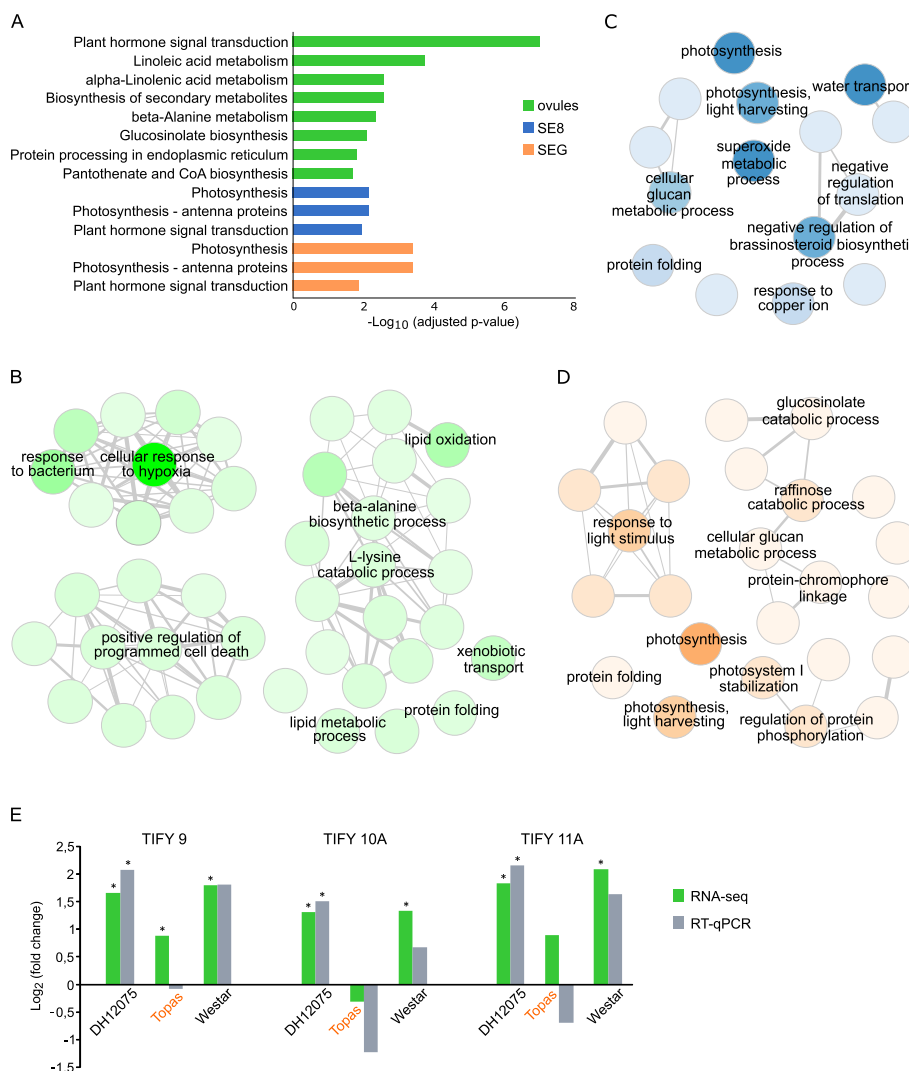 A
Plant hormone signal transduction
Linoleic acid metabolism
alpha-Linolenic acid metabolism
Biosynthesis of secondary metabolites
beta-Alanine metabolism
Glucosinolate biosynthesis
Protein processing in endoplasmic reticulum
Pantothenate and CoA biosynthesis
Photosynthesis
Photosynthesis - antenna proteins
Plant hormone signal transduction
Photosynthesis
Photosynthesis - antenna proteins
Plant hormone signal transduction
0 2 4 6 8
-Log10 (adjusted p-value)
ovules
SE8
SEG
C
photosynthesis
photosynthesis,
light harvesting
water transport
superoxide
metabolic
process
cellular
glucan
metabolic process
negative
regulation
of translation
negative regulation of
brassinosteroid biosynthetic
process
protein folding
response to
copper ion
B
response
to bacterium
cellular response
to hypoxia
lipid oxidation
beta-alanine
biosynthetic process
L-lysine
catabolic process
positive regulation of
programmed cell death
xenobiotic
transport
lipid metabolic
process
protein folding
D
glucosinolate
catabolic process
raffinose
catabolic process
response to
light stimulus
cellular glucan
metabolic process
protein-chromophore
linkage
photosynthesis
protein folding
photosystem I
stabilization
photosynthesis,
light harvesting
regulation of protein
phosphorylation
E
TIFY 9
TIFY 10A
TIFY 11A
Log2 (fold change)
2,5
2
1,5
1
0,5
0
-0,5
-1
-1,5
* * * *
* * *
* * *
DH12075 Topas Westar
DH12075 Topas Westar
DH12075 Topas Westar
RNA-seq
RT-qPCR